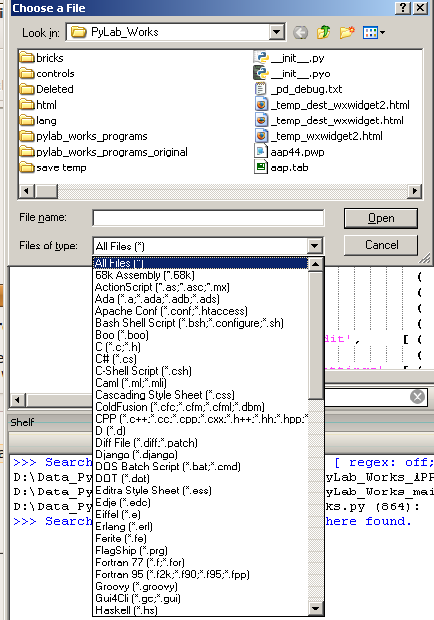 Choose a File
Look in: PyLab_Works
bricks
controls
Deleted
html
lang
pylab_works_programs
pylab_works_programs_original
save temp
__init__.py
__init__.pyo
_pd_debug.txt
_temp_dest_wxwidget2.html
_temp_dest_wxwidget.html
_temp_wxwidget2.html
aap44.pwp
aap.tab
File name:
Open
Files of type: All Files (*)
Cancel
All Files (*)
68k Assembly (*.68k)
ActionScript (*.as;*.asc;*.mx)
Ada (*.a;*.ada;*.adb;*.ads)
Apache Conf (*.conf;*.htaccess)
Bash Shell Script (*.bsh;*.configure;*.sh)
Boo (*.boo)
C (*.c;*.h)
C# (*.cs)
C-Shell Script (*.csh)
Caml (*.ml;*.mli)
Cascading Style Sheet (*.css)
ColdFusion (*.cfc;*.cfm;*.cfml;*.dbm)
CPP (*.c++;*.cc;*.cpp;*.cxx;*.h++;*.hh;*.hpp;*
D (*.d)
Diff File (*.diff;*.patch)
Django (*.django)
DOS Batch Script (*.bat;*.cmd)
DOT (*.dot)
Editra Style Sheet (*.ess)
Edje (*.edc)
Eiffel (*.e)
Erlang (*.erl)
Ferite (*.fe)
FlagShip (*.prg)
Fortran 77 (*.f;*.for)
Fortran 95 (*.f2k;*.f90;*.f95;*.fpp)
Groovy (*.groovy)
Gui4Cli (*.gc;*.gui)
Haskell (*.hs)
(
(
(
(
dit', [ (
(
ttings', [ (
Shelf
>>> Search [ regex: off;
D:\Data_Py yLab_Works_APP
D:\Data_Py yLab_Works_mai
D:\Data_Py ks.py (864):
>>> Search here found.